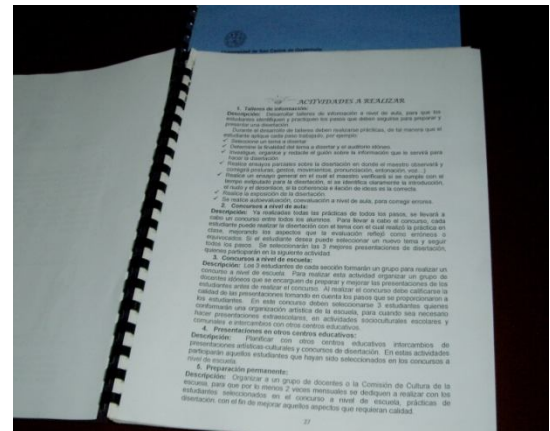 Universidad de San Carlos de Guatemala
ACTIVIDADES A REALIZAR
1. Talleres de información:
Descripción: Desarrollar talleres de información a nivel de aula, para que los
estudiantes identifiquen y practiquen los pasos que deben seguirse para preparar y
presentar una disertación.
Durante el desarrollo de talleres deben realizarse prácticas, de tal manera que el
estudiante aplique cada paso trabajado, por ejemplo:
✓ Seleccione un tema a disertar
✓ Determine la finalidad del tema a disertar y el auditorio idóneo.
✓ Investigue, organice y redacte el guión sobre la información que le servirá para
hacer la disertación
✓ Realice ensayos parciales sobre la disertación en donde el maestro observará y
corregirá posturas, gestos, movimientos, pronunciación, entonación, voz...)
✓ Realice un ensayo general en el cual el maestro verificará si se cumple con el
tiempo estipulado para la disertación, si se identifica claramente la introducción,
el nudo y el desenlace, si la coherencia e ilación de ideas es la correcta.
✓ Realice la exposición de la disertación.
✓ Se realice autoevaluación, coevaluación a nivel de aula, para corregir errores.
2. Concursos a nivel de aula:
Descripción: Ya realizados todas las prácticas de todos los pasos, se llevará a
cabo un concurso entre todos los alumnos. Para llevar a cabo el concurso, cada
estudiante puede realizar la disertación con el tema con el cual realizó la práctica en
clase, mejorando los aspectos que la evaluación reflejó como erróneos o
equivocados. Si el estudiante desea puede seleccionar un nuevo tema y seguir
todos los pasos. Se seleccionarán las 3 mejores presentaciones de disertación,
quienes participarán en la siguiente actividad.
3. Concursos a nivel de escuela:
Descripción: Los 3 estudiantes de cada sección formarán un grupo para realizar un
concurso a nivel de escuela. Para realizar esta actividad organizar un grupo de
docentes idóneos que se encarguen de preparar y mejorar las presentaciones de los
estudiantes antes de realizar el concurso. Al realizar el concurso debe calificarse la
calidad de las presentaciones tomando en cuenta los pasos que se proporcionaron a
los estudiantes. En este concurso deben seleccionarse 3 estudiantes quienes
conformarán una organización artística de la escuela, para cuando sea necesario
hacer presentaciones extraescolares, en actividades socioculturales escolares y
comunales e intercambios con otros centros educativos.
4. Presentaciones en otros centros educativos:
Descripción: Planificar con otros centros educativos intercambios de
presentaciones artísticas-culturales y concursos de disertación. En estas actividades
participarán aquellos estudiantes que hayan sido seleccionados en los concursos a
nivel de escuela.
5. Preparación permanente:
Descripción: Organizar a un grupo de docentes o la Comisión de Cultura de la
escuela para que por lo menos 2 veces mensuales se dediquen a realizar con los
estudiantes seleccionados en el concurso a nivel de escuela, prácticas de
disertación, con el fin de mejorar aquellos aspectos que requieran calidad.
27